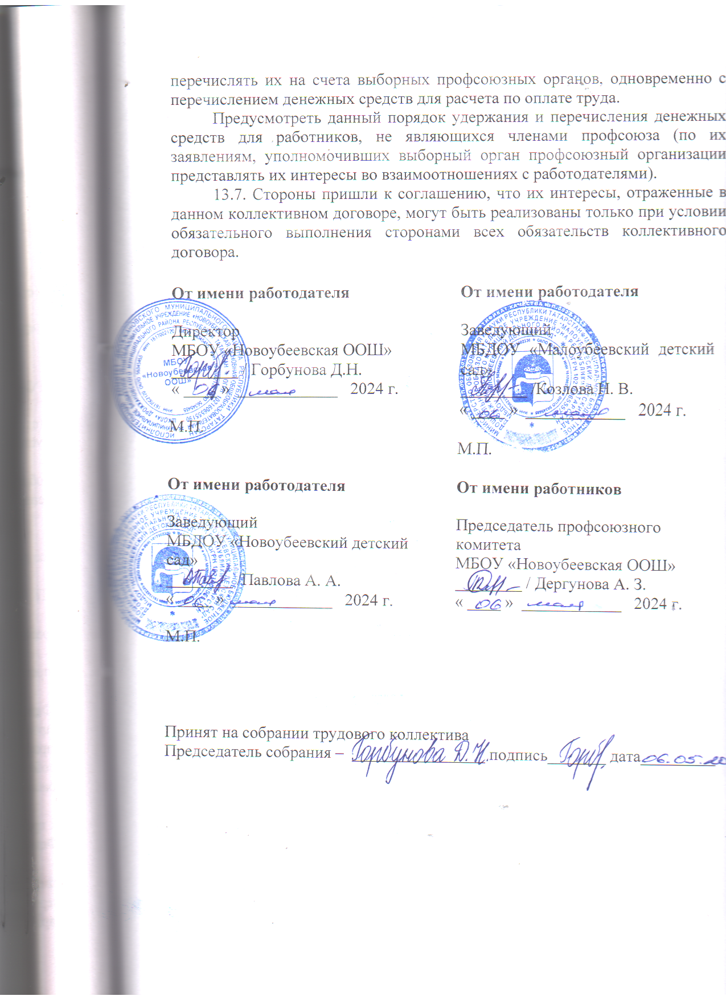 перечислять их на счета выборных профсоюзных органов, одновременно с
перечислением денежных средств для расчета по оплате труда.
Предусмотреть данный порядок удержания и перечисления денежных
средств для работников, не являющихся членами профсоюза (по их
заявлениям, уполномочивших выборный орган профсоюзный организации
представлять их интересы во взаимоотношениях с работодателями).
13.7. Стороны пришли к соглашению, что их интересы, отраженные в
данном коллективном договоре, могут быть реализованы только при условии
обязательного выполнения сторонами всех обязательств коллективного
договора.
От имени работодателя
Директор
МБОУ «Новоубеевская ООШ»
/ Горбунова Д.Н.
« 06 » мая 2024 г.
М.П.
МБОУ
«Новоубеевская
ООШ»
От имени работодателя
Заведующий
МБДОУ «Малоубеевский детский
сад»
/Козлова Н. В.
« 06 » мая 2024 г.
М.П.
От имени работодателя
Заведующий
МБДОУ «Новоубеевский детский
сад»
/Павлова А. А.
« 06 » мая 2024 г.
М.П.
От имени работников
Председатель профсоюзного
комитета
МБОУ «Новоубеевская ООШ»
/ Дергунова А. З.
« 06 » мая 2024 г.
Принят на собрании трудового коллектива
Председатель собрания – Горбунова Д. Н. подпись Горб дата 06.05.20